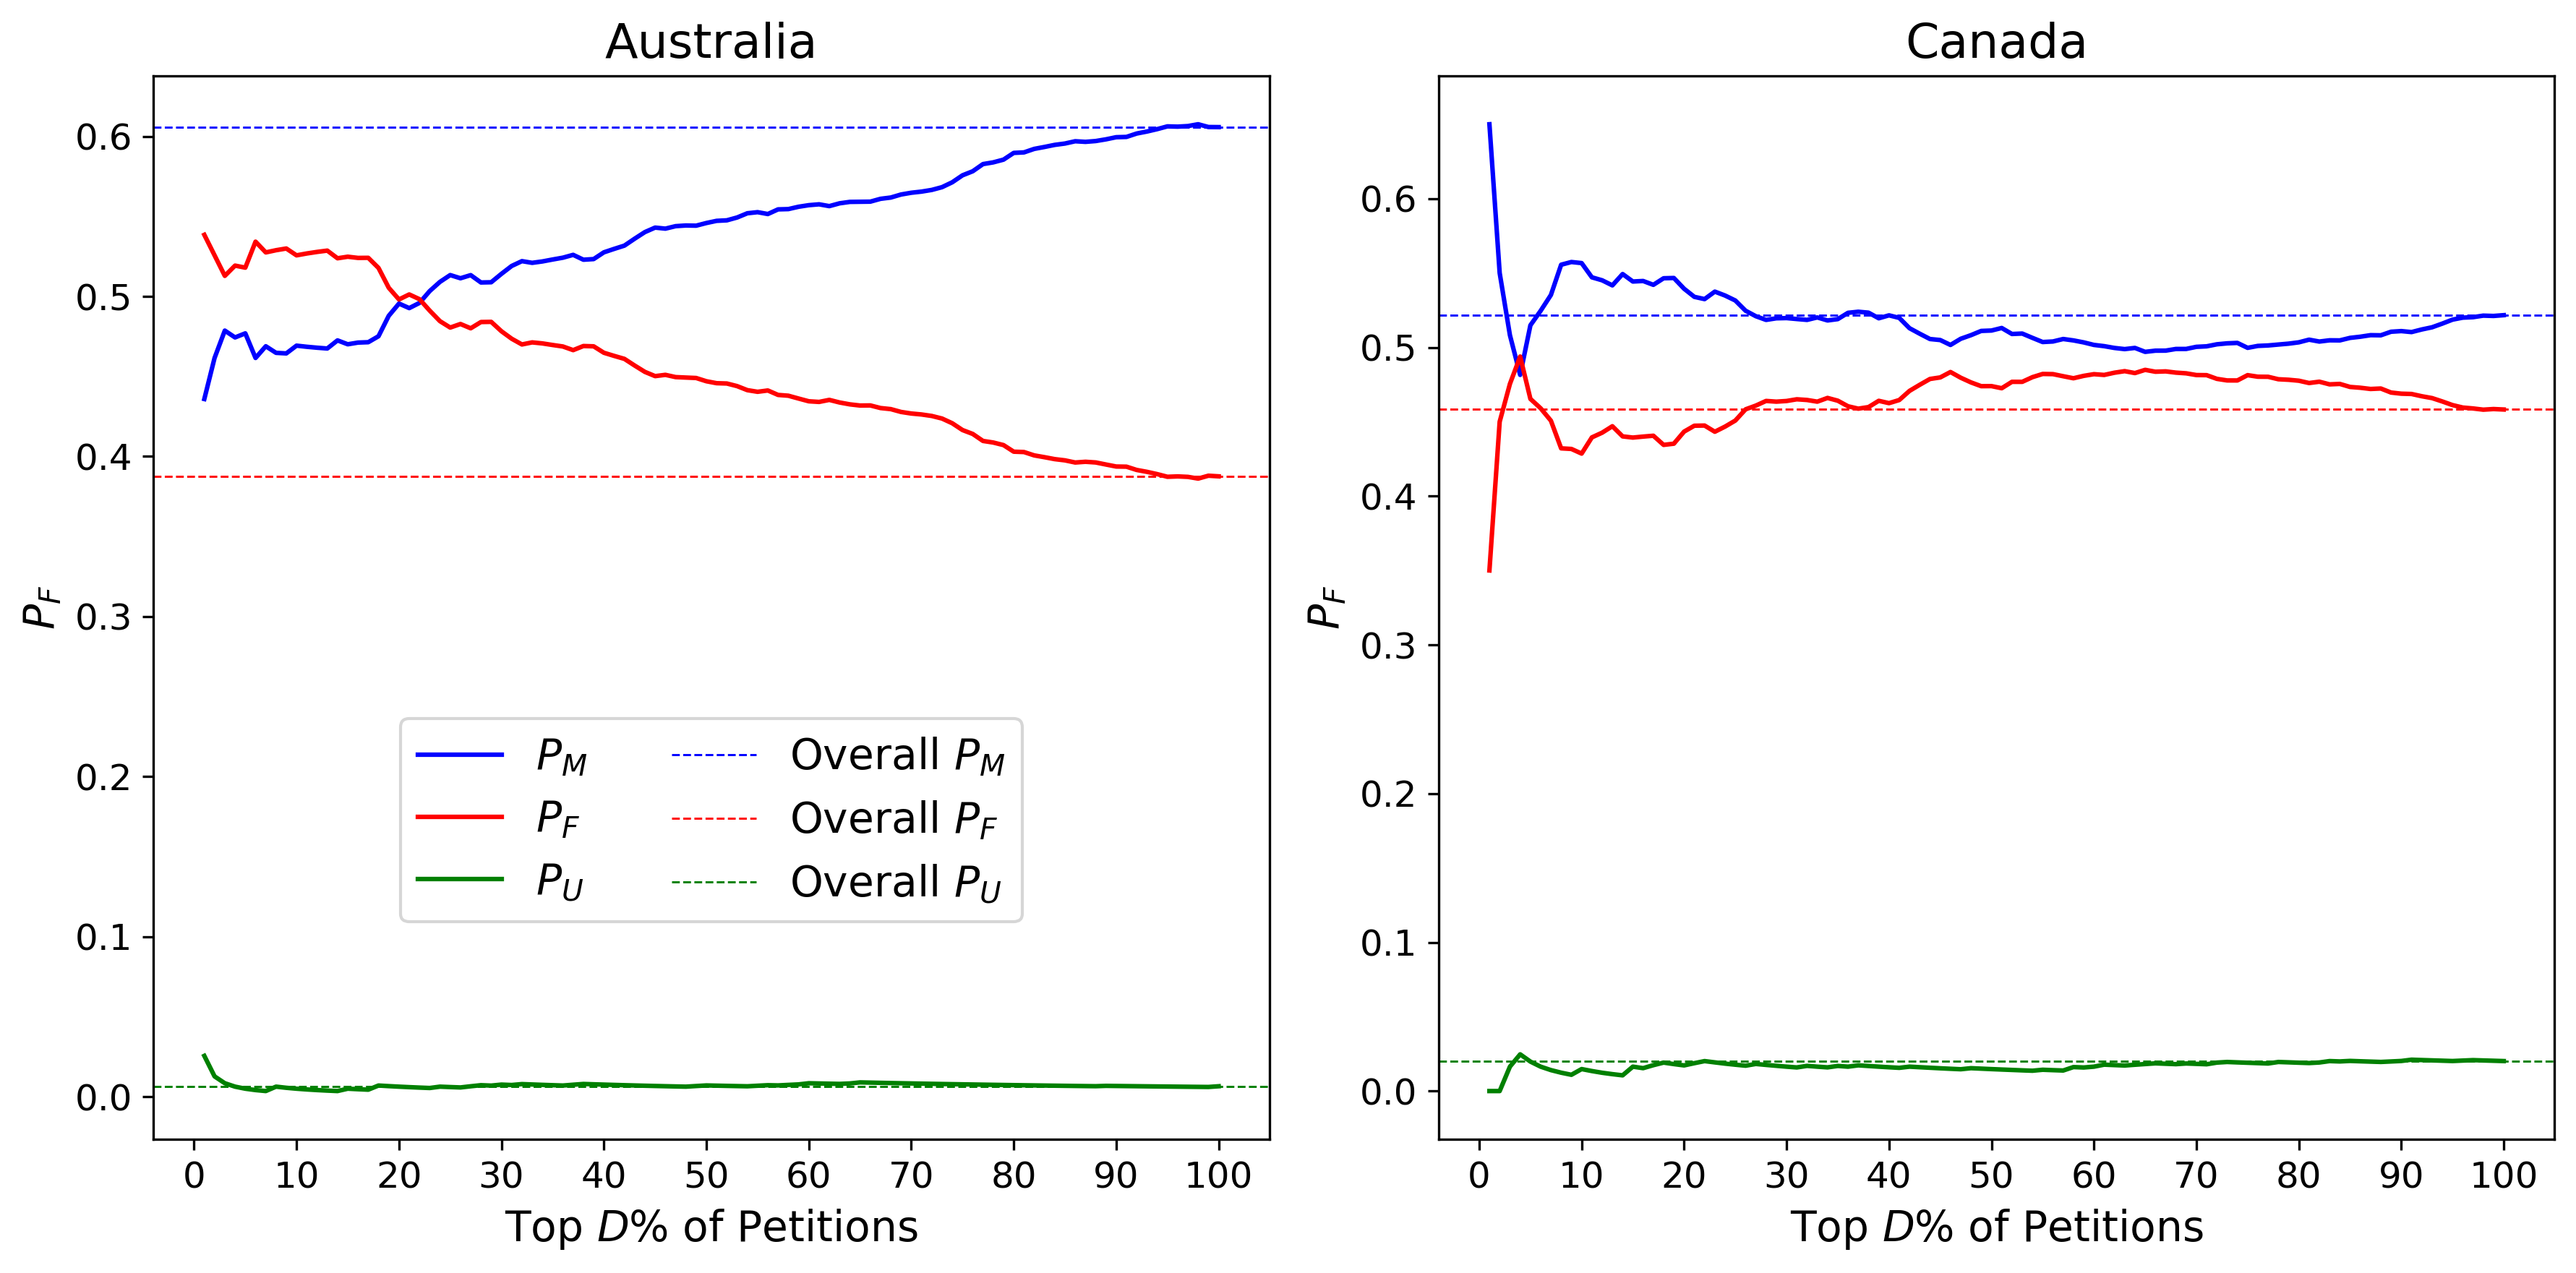 Australia
P_F
0.6
0.5
0.4
0.3
0.2
0.1
0.0
P_M
P_F
P_U
Overall P_M
Overall P_F
Overall P_U
0 10 20 30 40 50 60 70 80 90 100
Top D% of Petitions
Canada
P_F
0.6
0.5
0.4
0.3
0.2
0.1
0.0
0 10 20 30 40 50 60 70 80 90 100
Top D% of Petitions